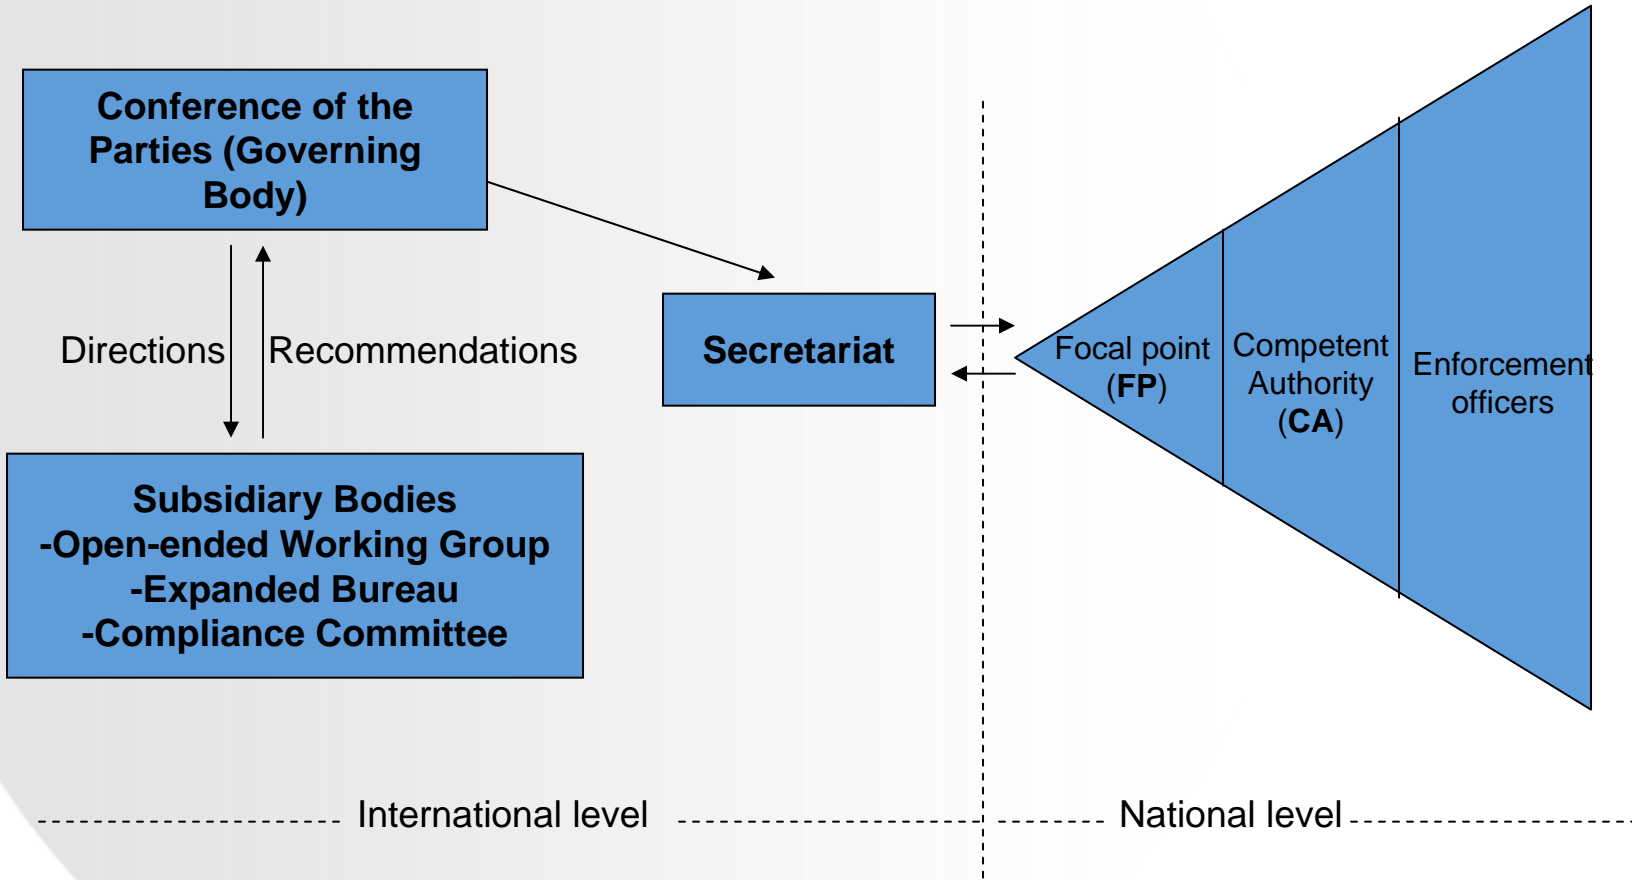 Conference of the
Parties (Governing
Body)
Directions
Recommendations
Subsidiary Bodies
-Open-ended Working Group
-Expanded Bureau
-Compliance Committee
Secretariat
Focal point
(FP)
Competent
Authority
(CA)
Enforcement
officers
International level
National level